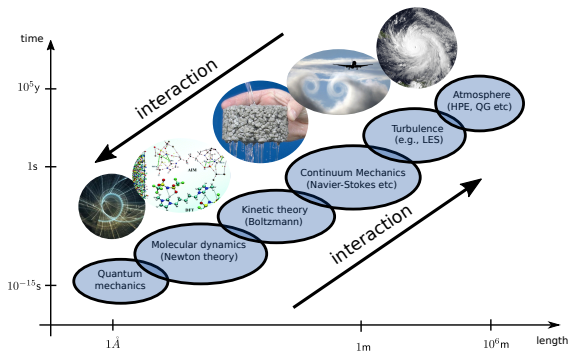 time
10⁵y
1s
10⁻¹⁵s
1Å
1m
10⁶m
length
interaction
interaction
Atmosphere
(HPE, QG etc)
Turbulence
(e.g., LES)
Continuum Mechanics
(Navier-Stokes etc)
Kinetic theory
(Boltzmann)
Molecular dynamics
(Newton theory)
Quantum
mechanics
AIM